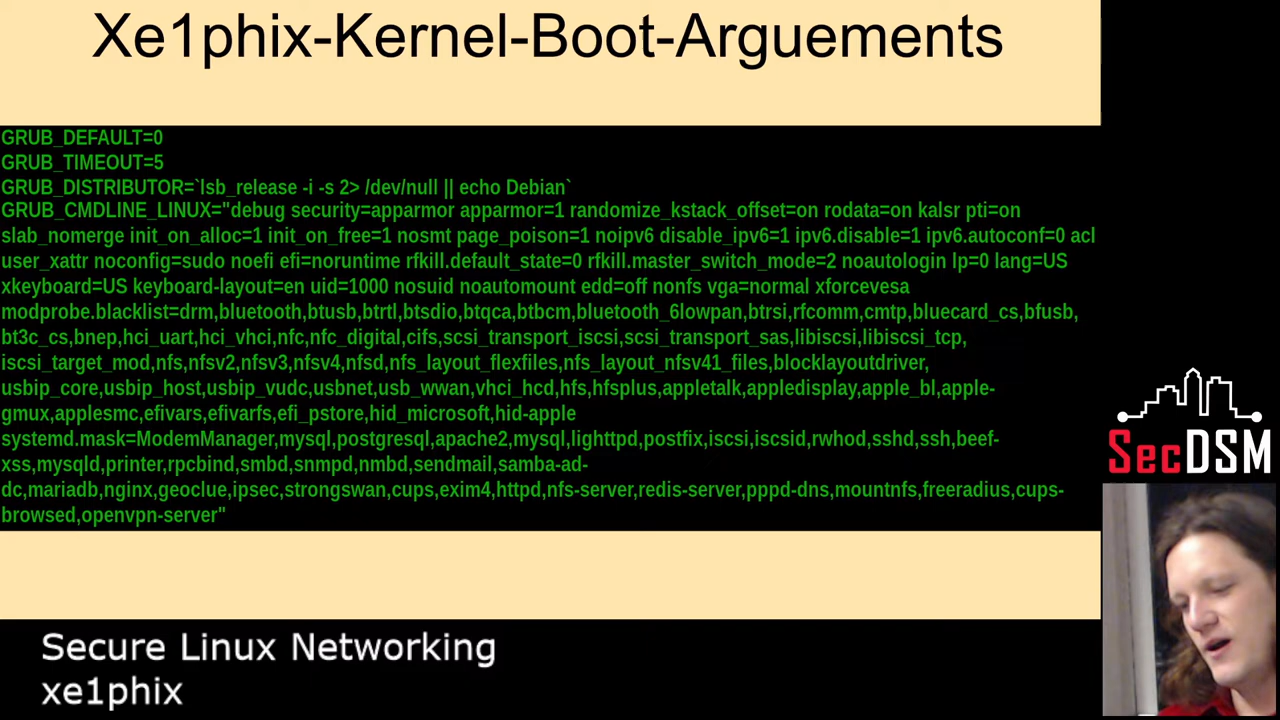 Xe1phix-Kernel-Boot-Arguements
GRUB_DEFAULT=0
GRUB_TIMEOUT=5
GRUB_DISTRIBUTOR=`lsb_release -i -s 2> /dev/null || echo Debian`
GRUB_CMDLINE_LINUX="debug security=apparmor apparmor=1 randomize_kstack_offset=on rodata=on kalsr pti=on
slab_nomerge init_on_alloc=1 init_on_free=1 nosmt page_poison=1 noipv6 disable_ipv6=1 ipv6.disable=1 ipv6.autoconf=0 acl
user_xattr noconfig=sudo noefi efi=noruntime rfkill.default_state=0 rfkill.master_switch_mode=2 noautologin lp=0 lang=US
xkeyboard=US keyboard-layout=en uid=1000 nosuid noautomount edd=off nonfs vga=normal xforcevesa
modprobe.blacklist=drm,bluetooth,btusb,btrtl,btsdio,btqca,btbcm,bluetooth_6lowpan,btrsi,rfcomm,cmtp,bluecard_cs,bfusb,
bt3c_cs,bnep,hci_uart,hci_vhci,nfc,nfc_digital,cifs,scsi_transport_iscsi,scsi_transport_sas,libiscsi,libiscsi_tcp,
iscsi_target_mod,nfs,nfsv2,nfsv3,nfsv4,nfsd,nfs_layout_flexfiles,nfs_layout_nfsv41_files,blocklayoutdriver,
usbip_core,usbip_host,usbip_vudc,usbnet,usb_wwan,vhci_hcd,hfs,hfsplus,appletalk,appledisplay,apple_bl,apple-
gmux,applesmc,efivars,efivarfs,efi_pstore,hid_microsoft,hid-apple
systemd.mask=ModemManager,mysql,postgresql,apache2,mysql,lighttpd,postfix,iscsi,iscsid,rwhod,sshd,ssh,beef-
xss,mysqld,printer,rpcbind,smbd,snmpd,nmbd,sendmail,samba-ad-
dc,mariadb,nginx,geoclue,ipsec,strongswan,cups,exim4,httpd,nfs-server,redis-server,pppd-dns,mountnfs,freeradius,cups-
browsed,openvpn-server"
SecDSM
Secure Linux Networking
xe1phix